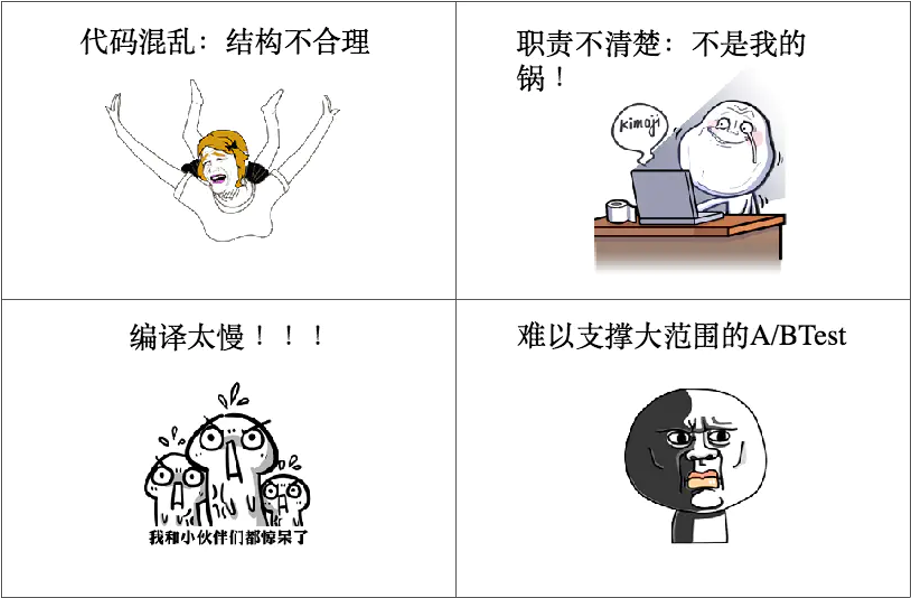 代码混乱：结构不合理
职责不清楚：不是我的
锅！
kimoji
编译太慢！！！
难以支撑大范围的A/BTest
我和小伙伴们都惊呆了